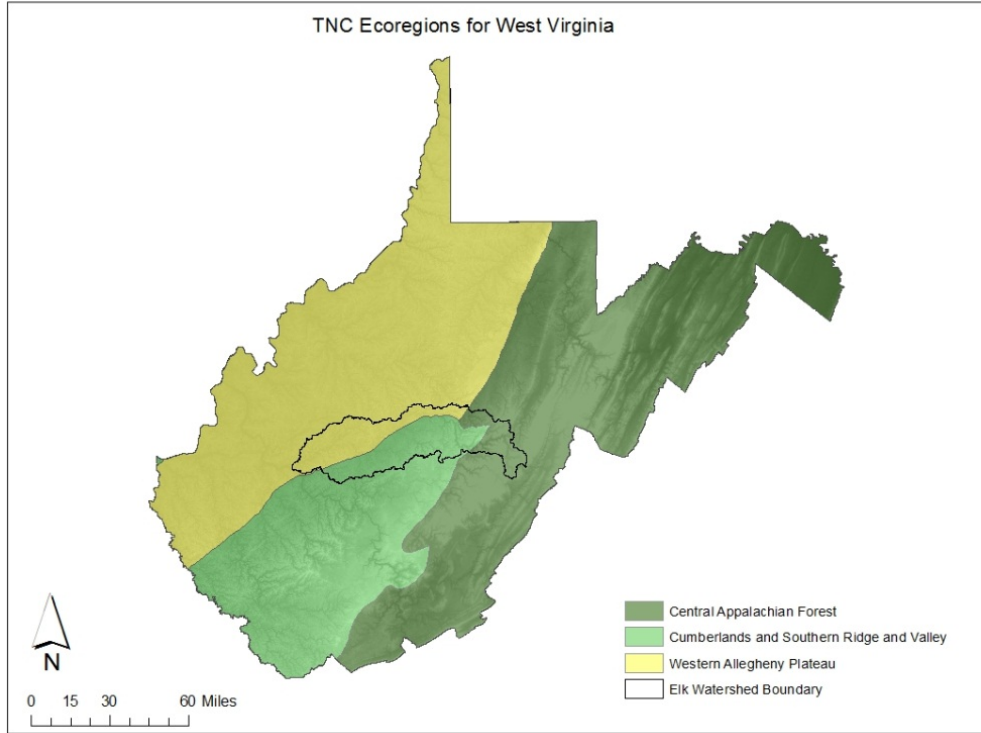 TNC Ecoregions for West Virginia
Central Appalachian Forest
Cumberlands and Southern Ridge and Valley
Western Allegheny Plateau
Elk Watershed Boundary
N
0 15 30 60 Miles